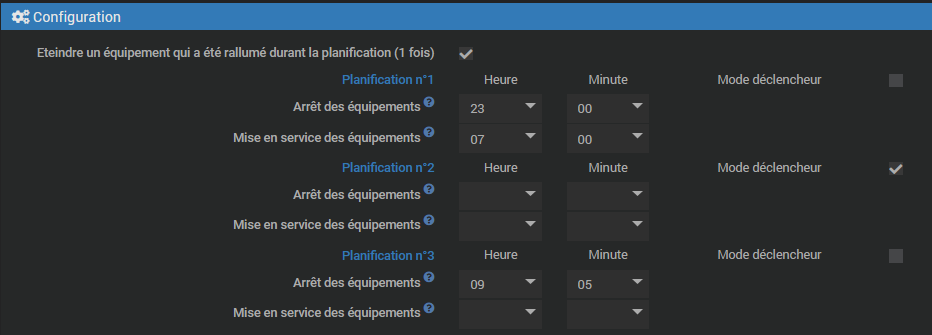 Configuration
Eteindre un équipement qui a été rallumé durant la planification (1 fois)
Planification n°1 Heure Minute Mode déclencheur
Arrêt des équipements ? 23 00
Mise en service des équipements ? 07 00
Planification n°2 Heure Minute Mode déclencheur
Arrêt des équipements ?
Mise en service des équipements ?
Planification n°3 Heure Minute Mode déclencheur
Arrêt des équipements ? 09 05
Mise en service des équipements ?